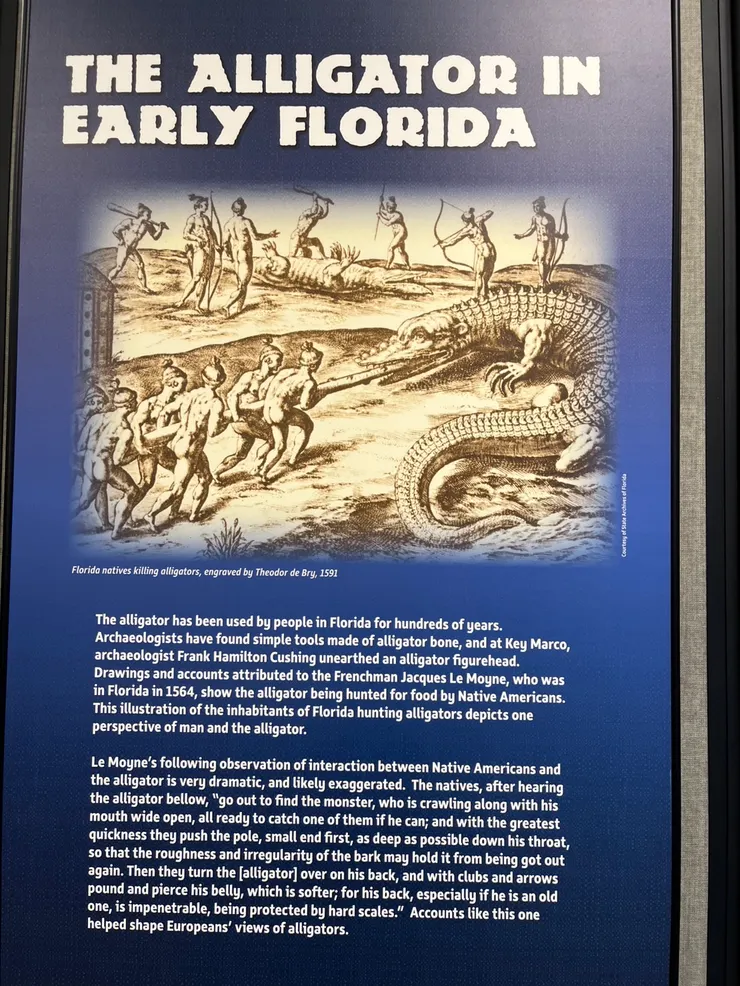 THE ALLIGATOR IN
EARLY FLORIDA
Courtesy of State Archives of Florida
Florida natives killing alligators, engraved by Theodor de Bry, 1591
The alligator has been used by people in Florida for hundreds of years.
Archaeologists have found simple tools made of alligator bone, and at Key Marco,
archaeologist Frank Hamilton Cushing unearthed an alligator figurehead.
Drawings and accounts attributed to the Frenchman Jacques Le Moyne, who was
in Florida in 1564, show the alligator being hunted for food by Native Americans.
This illustration of the inhabitants of Florida hunting alligators depicts one
perspective of man and the alligator.
Le Moyne's following observation of interaction between Native Americans and
the alligator is very dramatic, and likely exaggerated. The natives, after hearing
the alligator bellow, "go out to find the monster, who is crawling along with his
mouth wide open, all ready to catch one of them if he can; and with the greatest
quickness they push the pole, small end first, as deep as possible down his throat,
so that the roughness and irregularity of the bark may hold it from being got out
again. Then they turn the [alligator] over on his back, and with clubs and arrows
pound and pierce his belly, which is softer; for his back, especially if he is an old
one, is impenetrable, being protected by hard scales." Accounts like this one
helped shape Europeans' views of alligators.